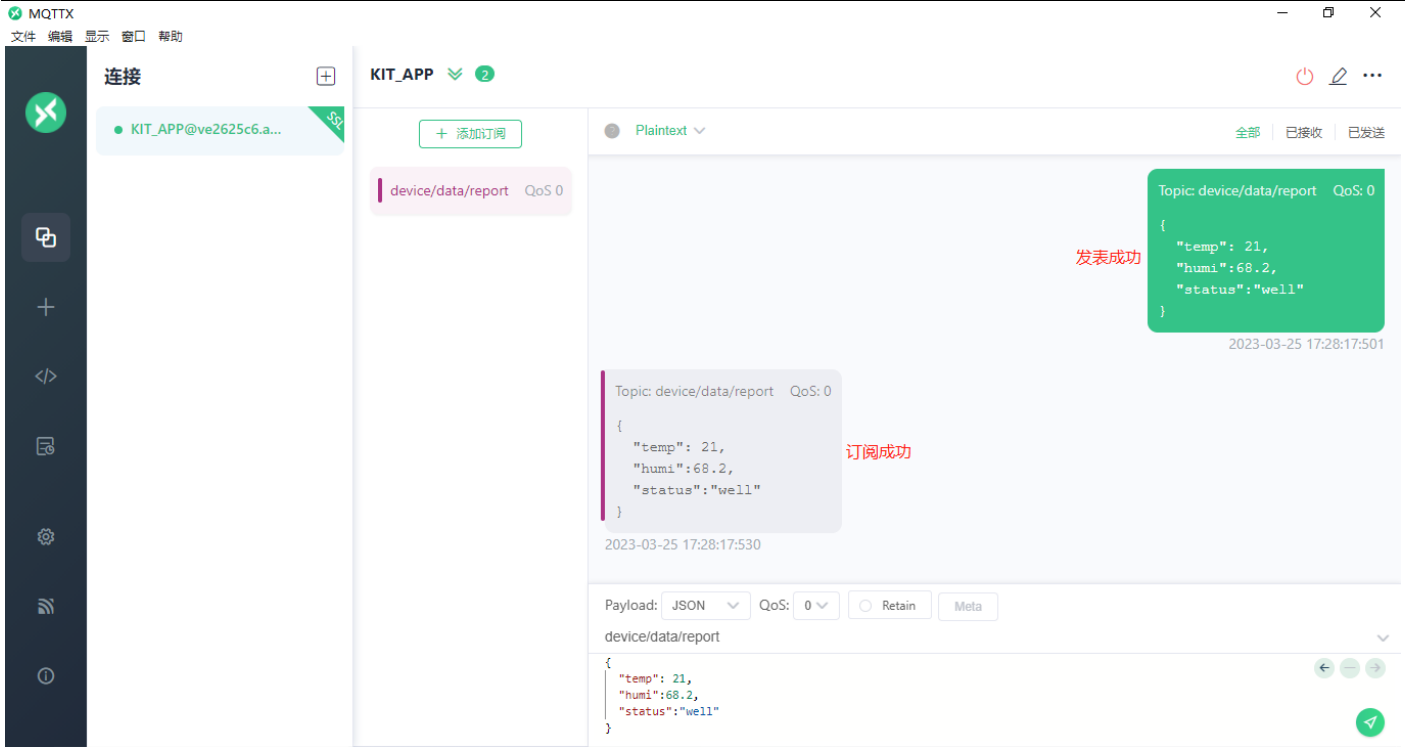 MQTTX
文件 编辑 显示 窗口 帮助
连接
KIT_APP@ve2625c6.a...
SSL
KIT_APP 2
添加订阅
device/data/report QoS 0
Plaintext
全部 已接收 已发送
Topic: device/data/report QoS: 0
{
"temp": 21,
"humi":68.2,
"status":"well"
}
发表成功
2023-03-25 17:28:17:501
Topic: device/data/report QoS: 0
{
"temp": 21,
"humi":68.2,
"status":"well"
}
订阅成功
2023-03-25 17:28:17:530
Payload: JSON QoS: 0 Retain Meta
device/data/report
{
"temp": 21,
"humi":68.2,
"status":"well"
}